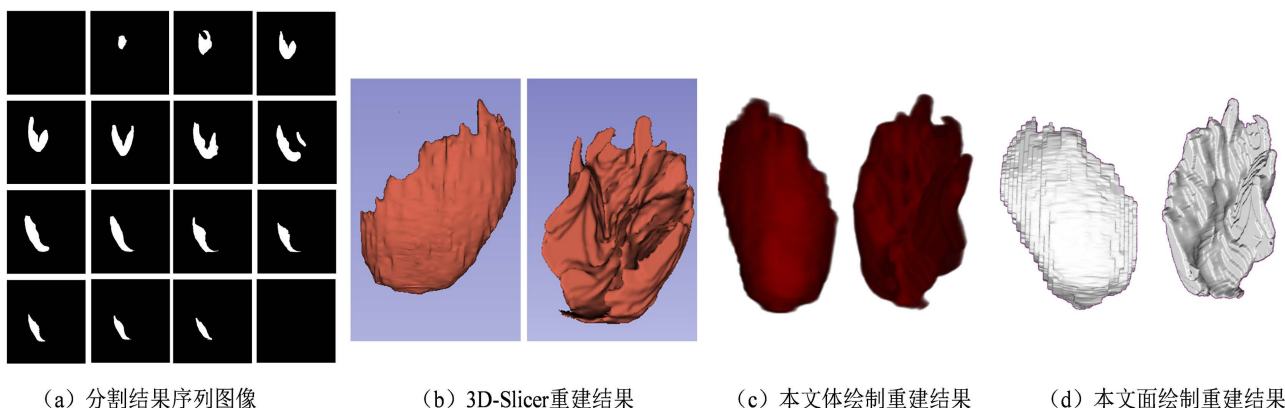 （a）分割结果序列图像
（b）3D-Slicer重建结果
（c）本文体绘制重建结果
（d）本文面绘制重建结果